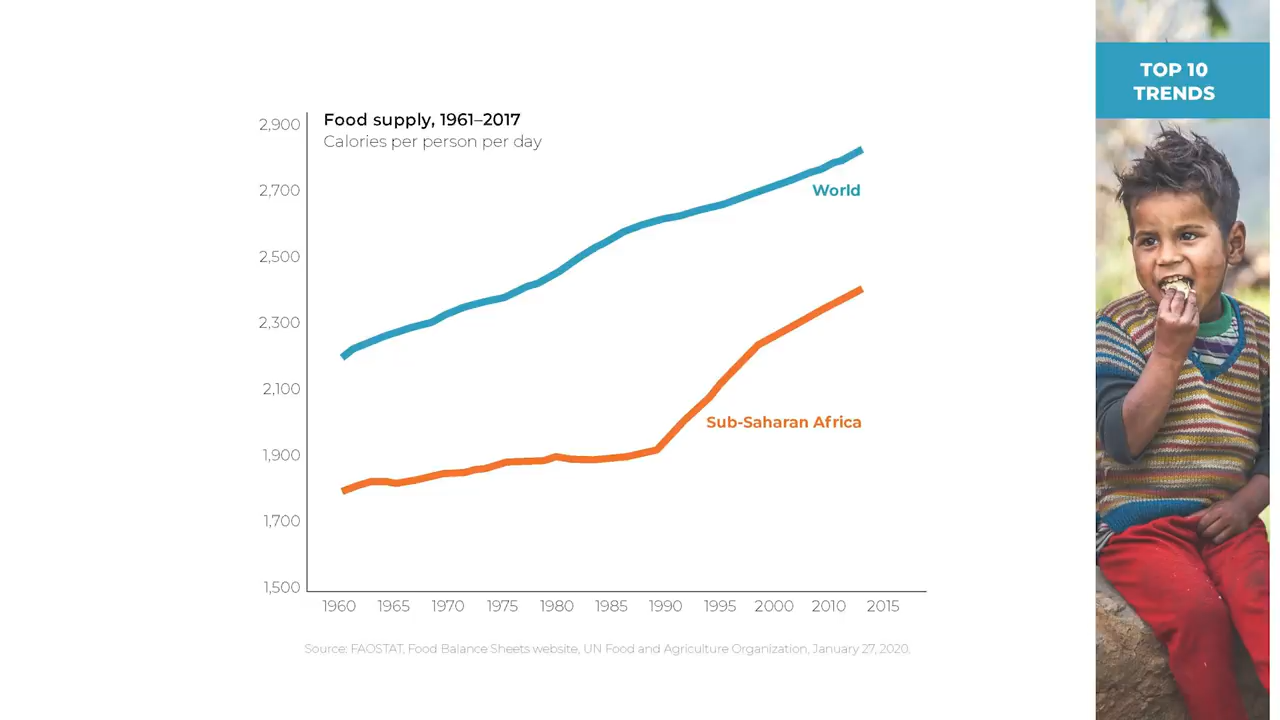 TOP 10
TRENDS
Food supply, 1961–2017
Calories per person per day
2,900
2,700
2,500
2,300
2,100
1,900
1,700
1,500
World
Sub-Saharan Africa
1960 1965 1970 1975 1980 1985 1990 1995 2000 2010 2015
Source: FAOSTAT, Food Balance Sheets website, UN Food and Agriculture Organization, January 27, 2020.